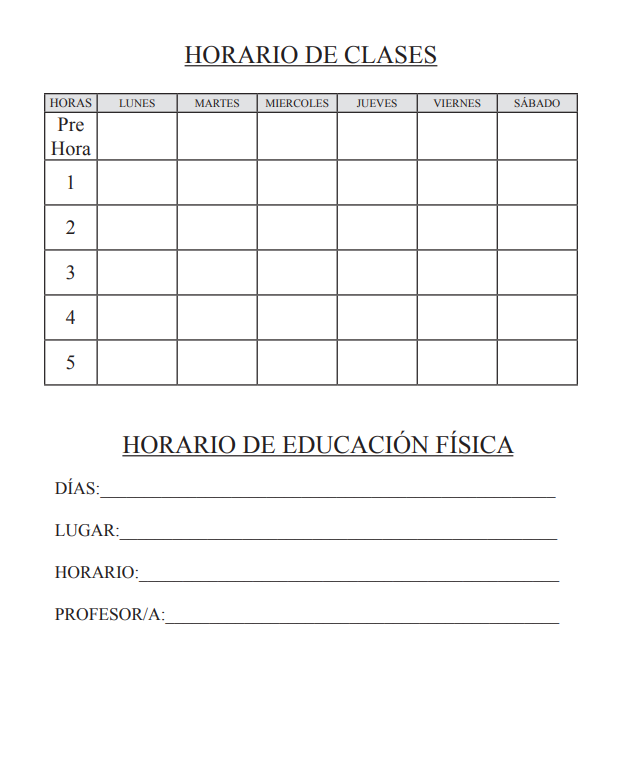 HORARIO DE CLASES
HORAS LUNES MARTES MIERCOLES JUEVES VIERNES SÁBADO
Pre
Hora
1
2
3
4
5
HORARIO DE EDUCACIÓN FÍSICA
DÍAS:
LUGAR:
HORARIO:
PROFESOR/A: